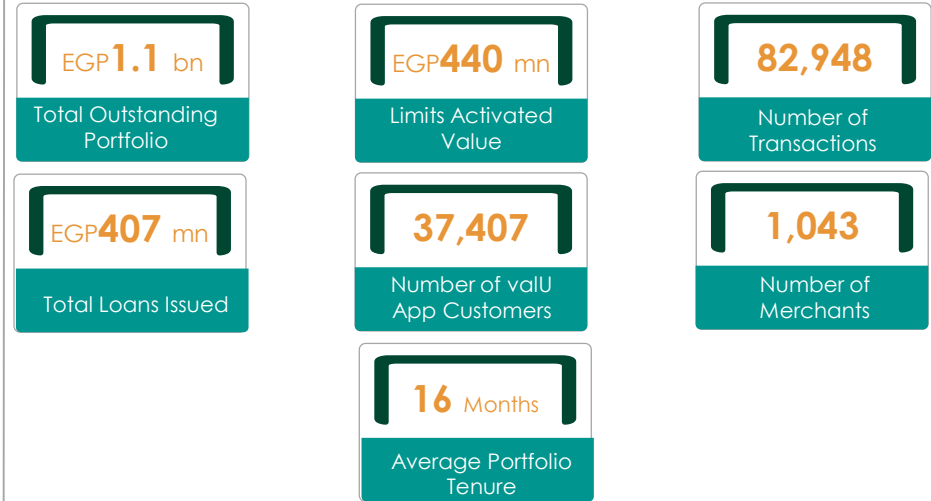 EGP1.1 bn
Total Outstanding
Portfolio
EGP440 mn
Limits Activated
Value
82,948
Number of
Transactions
EGP407 mn
Total Loans Issued
37,407
Number of valU
App Customers
1,043
Number of
Merchants
16 Months
Average Portfolio
Tenure